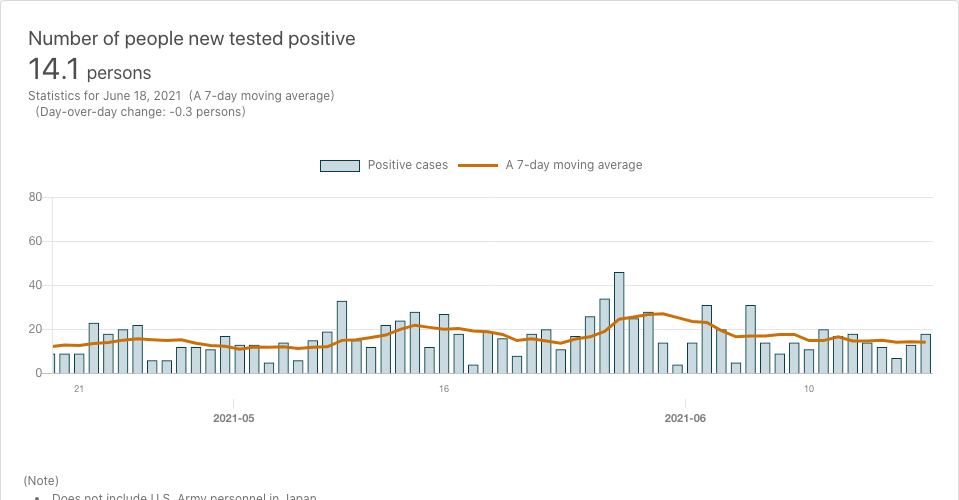 Number of people new tested positive
14.1 persons
Statistics for June 18, 2021 (A 7-day moving average)
(Day-over-day change: -0.3 persons)
Positive cases A 7-day moving average
80
60
40
20
0
21 16 10
2021-05 2021-06
(Note)
• Does not include U.S. Army personnel in Japan